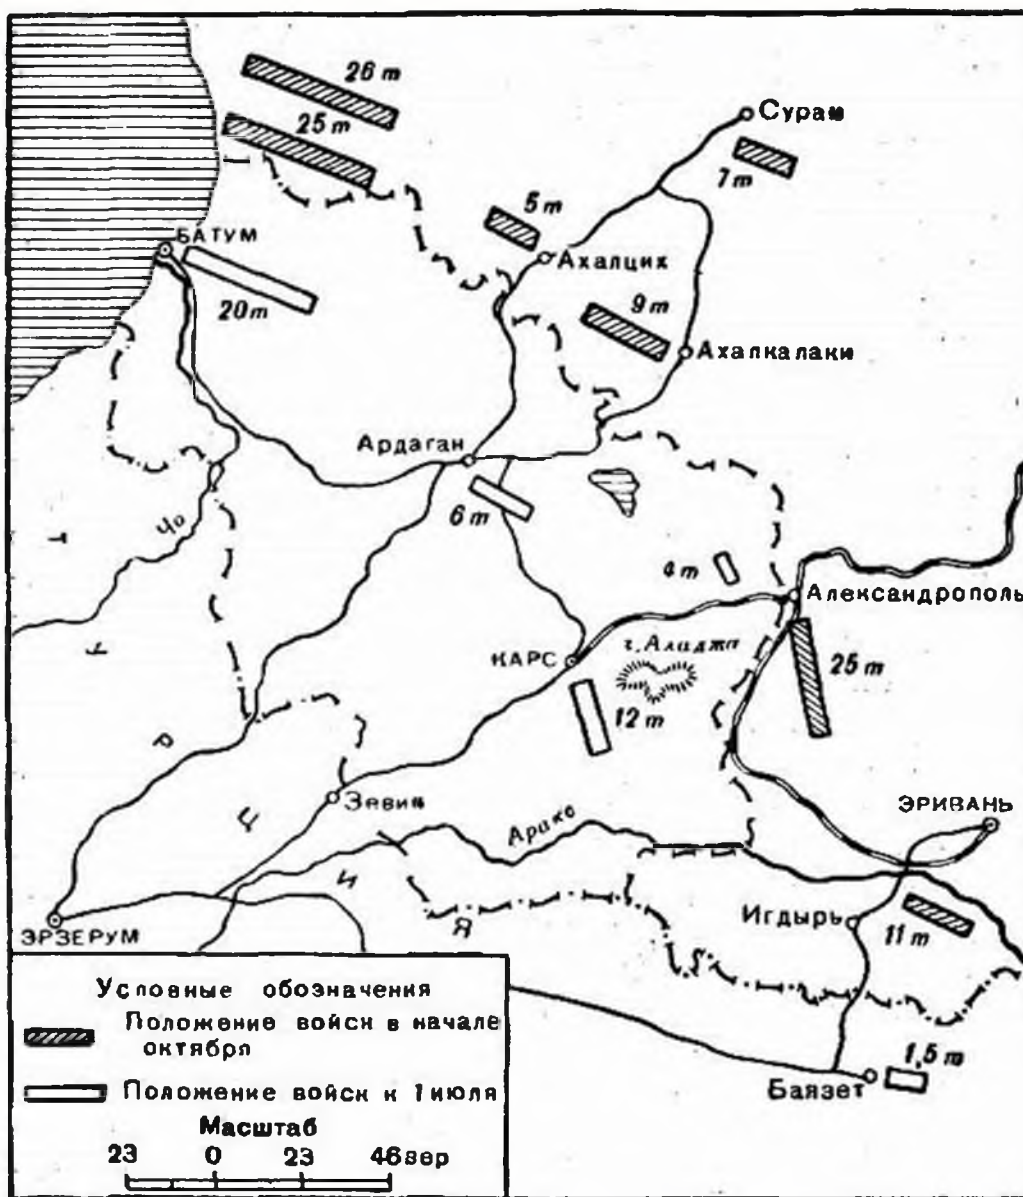 26 т
25 т
Сурам
7 т
5 т
БАТУМ
Ахалцих
20 т
9 т
Ахалкалаки
Ардаган
6 т
Чо
Т
4 т
Александрополь
У
г. Аладжа
КАРС
25 т
12 т
Р
Зевин
Ц
ЭРИВАНЬ
Аракс
И
Я
Игдырь
11 т
ЭРЗЕРУМ
1,5 т
Баязет
Условные обозначения
Положение войск в начале
октября
Положение войск к 1 июля
Масштаб
23 0 23 46 вер